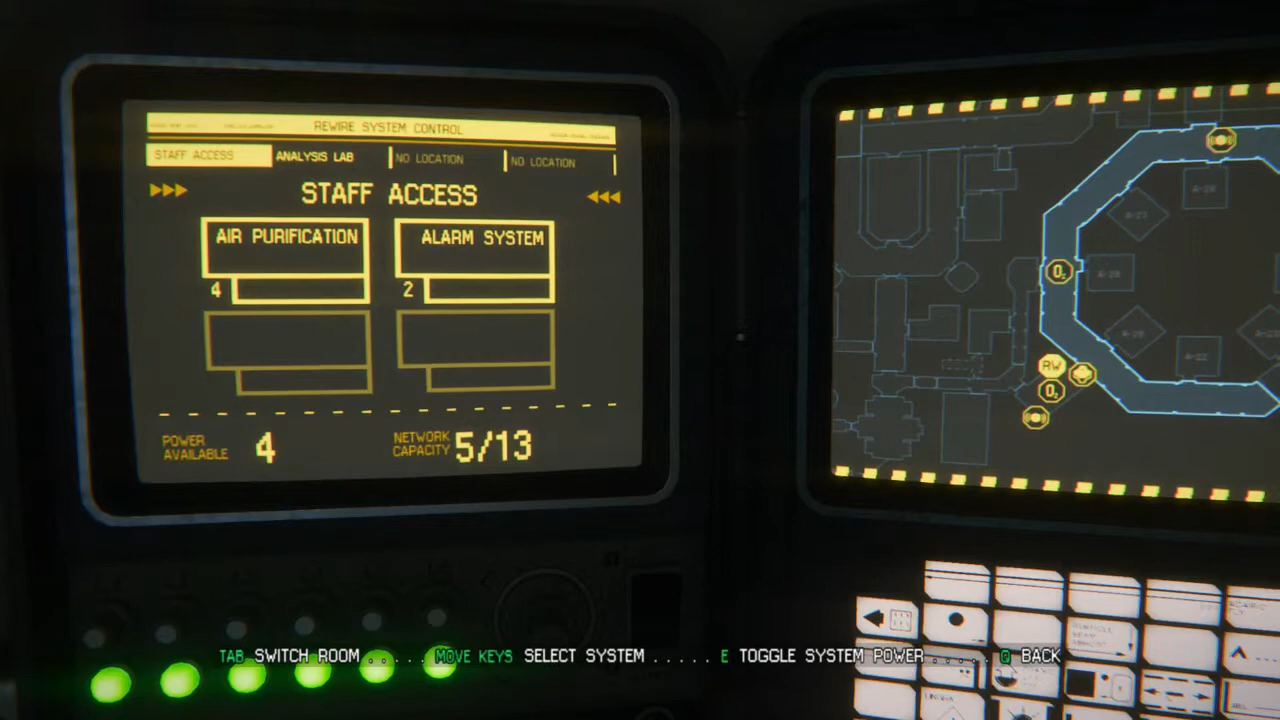 REWIRE SYSTEM CONTROL
STAFF ACCESS
ANALYSIS LAB
NO LOCATION
NO LOCATION
STAFF ACCESS
AIR PURIFICATION
ALARM SYSTEM
4
2
POWER
AVAILABLE
4
NETWORK
CAPACITY
5/13
A-27
O₂
RW
O₂
TAB SWITCH ROOM ..... MOVE KEYS SELECT SYSTEM ..... E TOGGLE SYSTEM POWER ..... Q BACK